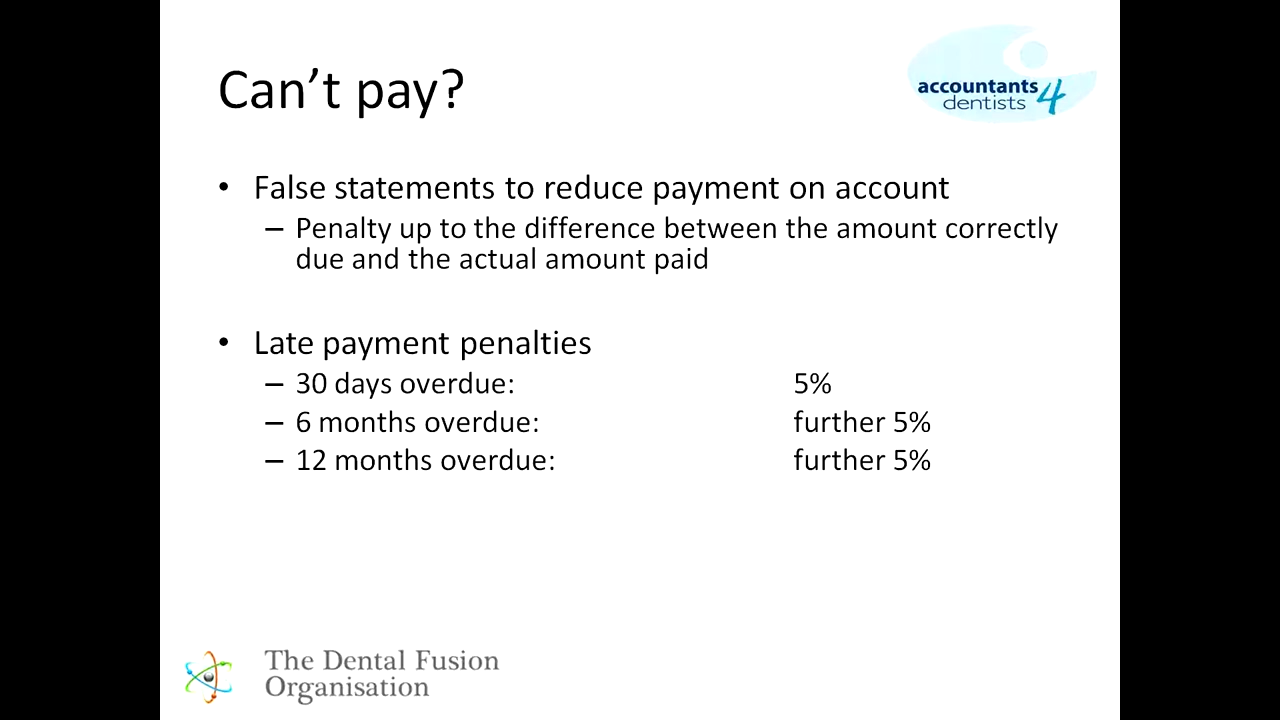 Can’t pay?
accountants 4
dentists
• False statements to reduce payment on account
– Penalty up to the difference between the amount correctly
due and the actual amount paid
• Late payment penalties
– 30 days overdue: 5%
– 6 months overdue: further 5%
– 12 months overdue: further 5%
The Dental Fusion
Organisation